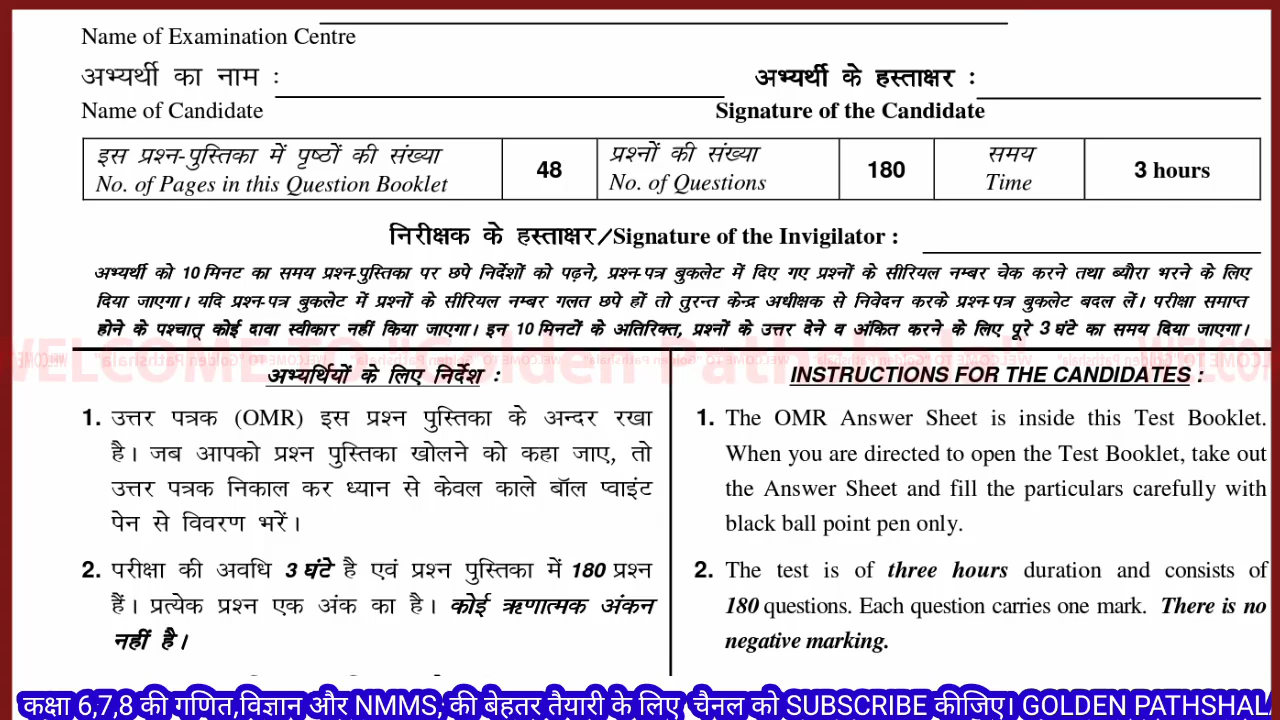 Name of Examination Centre
अभ्यर्थी का नाम :
अभ्यर्थी के हस्ताक्षर :
Name of Candidate
Signature of the Candidate
इस प्रश्न-पुस्तिका में पृष्ठों की संख्या
No. of Pages in this Question Booklet
48
प्रश्नों की संख्या
No. of Questions
180
समय
Time
3 hours
निरीक्षक के हस्ताक्षर/Signature of the Invigilator :
अभ्यर्थी को 10 मिनट का समय प्रश्न-पुस्तिका पर छपे निर्देशों को पढ़ने, प्रश्न-पत्र बुकलेट में दिए गए प्रश्नों के सीरियल नम्बर चेक करने तथा ब्यौरा भरने के लिए
दिया जाएगा। यदि प्रश्न-पत्र बुकलेट में प्रश्नों के सीरियल नम्बर गलत छपे हों तो तुरन्त केन्द्र अधीक्षक से निवेदन करके प्रश्न-पत्र बुकलेट बदल लें। परीक्षा समाप्त
होने के पश्चात् कोई दावा स्वीकार नहीं किया जाएगा। इन 10 मिनटों के अतिरिक्त, प्रश्नों के उत्तर देने व अंकित करने के लिए पूरे 3 घंटे का समय दिया जाएगा।
WELCOME TO "Golden Pathshala"
अभ्यर्थियों के लिए निर्देश :
1. उत्तर पत्रक (OMR) इस प्रश्न पुस्तिका के अन्दर रखा
है। जब आपको प्रश्न पुस्तिका खोलने को कहा जाए, तो
उत्तर पत्रक निकाल कर ध्यान से केवल काले बॉल प्वाइंट
पेन से विवरण भरें।
2. परीक्षा की अवधि 3 घंटे है एवं प्रश्न पुस्तिका में 180 प्रश्न
हैं। प्रत्येक प्रश्न एक अंक का है। कोई ऋणात्मक अंकन
नहीं है।
INSTRUCTIONS FOR THE CANDIDATES :
1. The OMR Answer Sheet is inside this Test Booklet.
When you are directed to open the Test Booklet, take out
the Answer Sheet and fill the particulars carefully with
black ball point pen only.
2. The test is of three hours duration and consists of
180 questions. Each question carries one mark. There is no
negative marking.
कक्षा 6,7,8 की गणित,विज्ञान और NMMS, की बेहतर तैयारी के लिए चैनल को SUBSCRIBE कीजिए। GOLDEN PATHSHALA